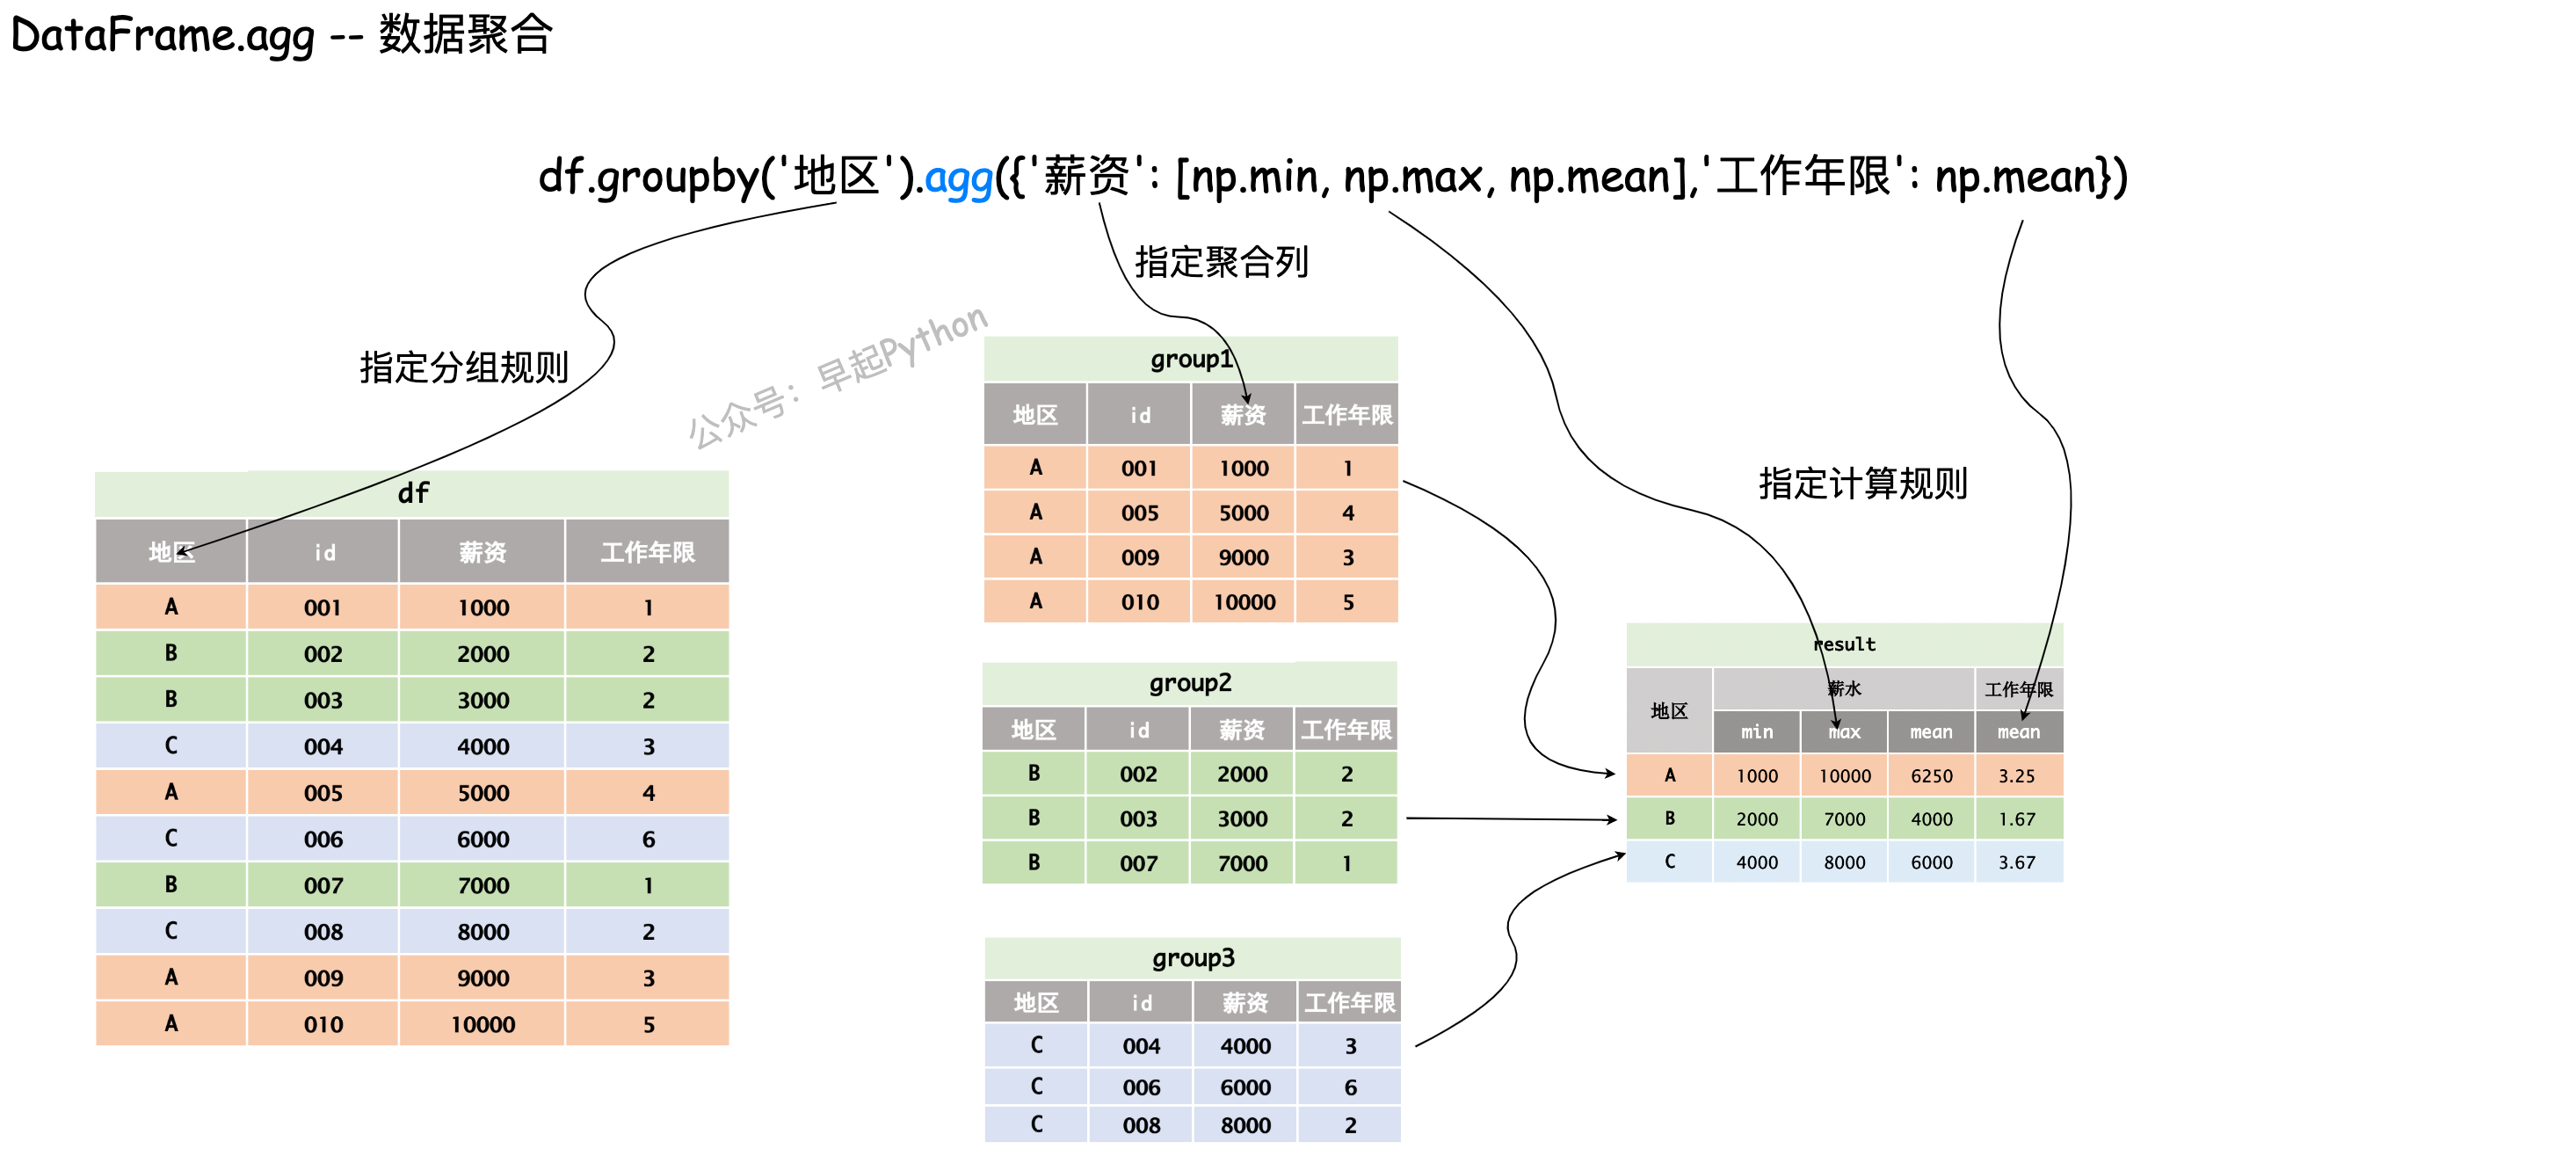 DataFrame.agg -- 数据聚合
df.groupby('地区').agg({'薪资': [np.min, np.max, np.mean],'工作年限': np.mean})
指定聚合列
指定分组规则
公众号：早起Python
指定计算规则
df
地区 id 薪资 工作年限
A 001 1000 1
B 002 2000 2
B 003 3000 2
C 004 4000 3
A 005 5000 4
C 006 6000 6
B 007 7000 1
C 008 8000 2
A 009 9000 3
A 010 10000 5
group1
地区 id 薪资 工作年限
A 001 1000 1
A 005 5000 4
A 009 9000 3
A 010 10000 5
group2
地区 id 薪资 工作年限
B 002 2000 2
B 003 3000 2
B 007 7000 1
group3
地区 id 薪资 工作年限
C 004 4000 3
C 006 6000 6
C 008 8000 2
result
地区 薪水 工作年限
min max mean mean
A 1000 10000 6250 3.25
B 2000 7000 4000 1.67
C 4000 8000 6000 3.67